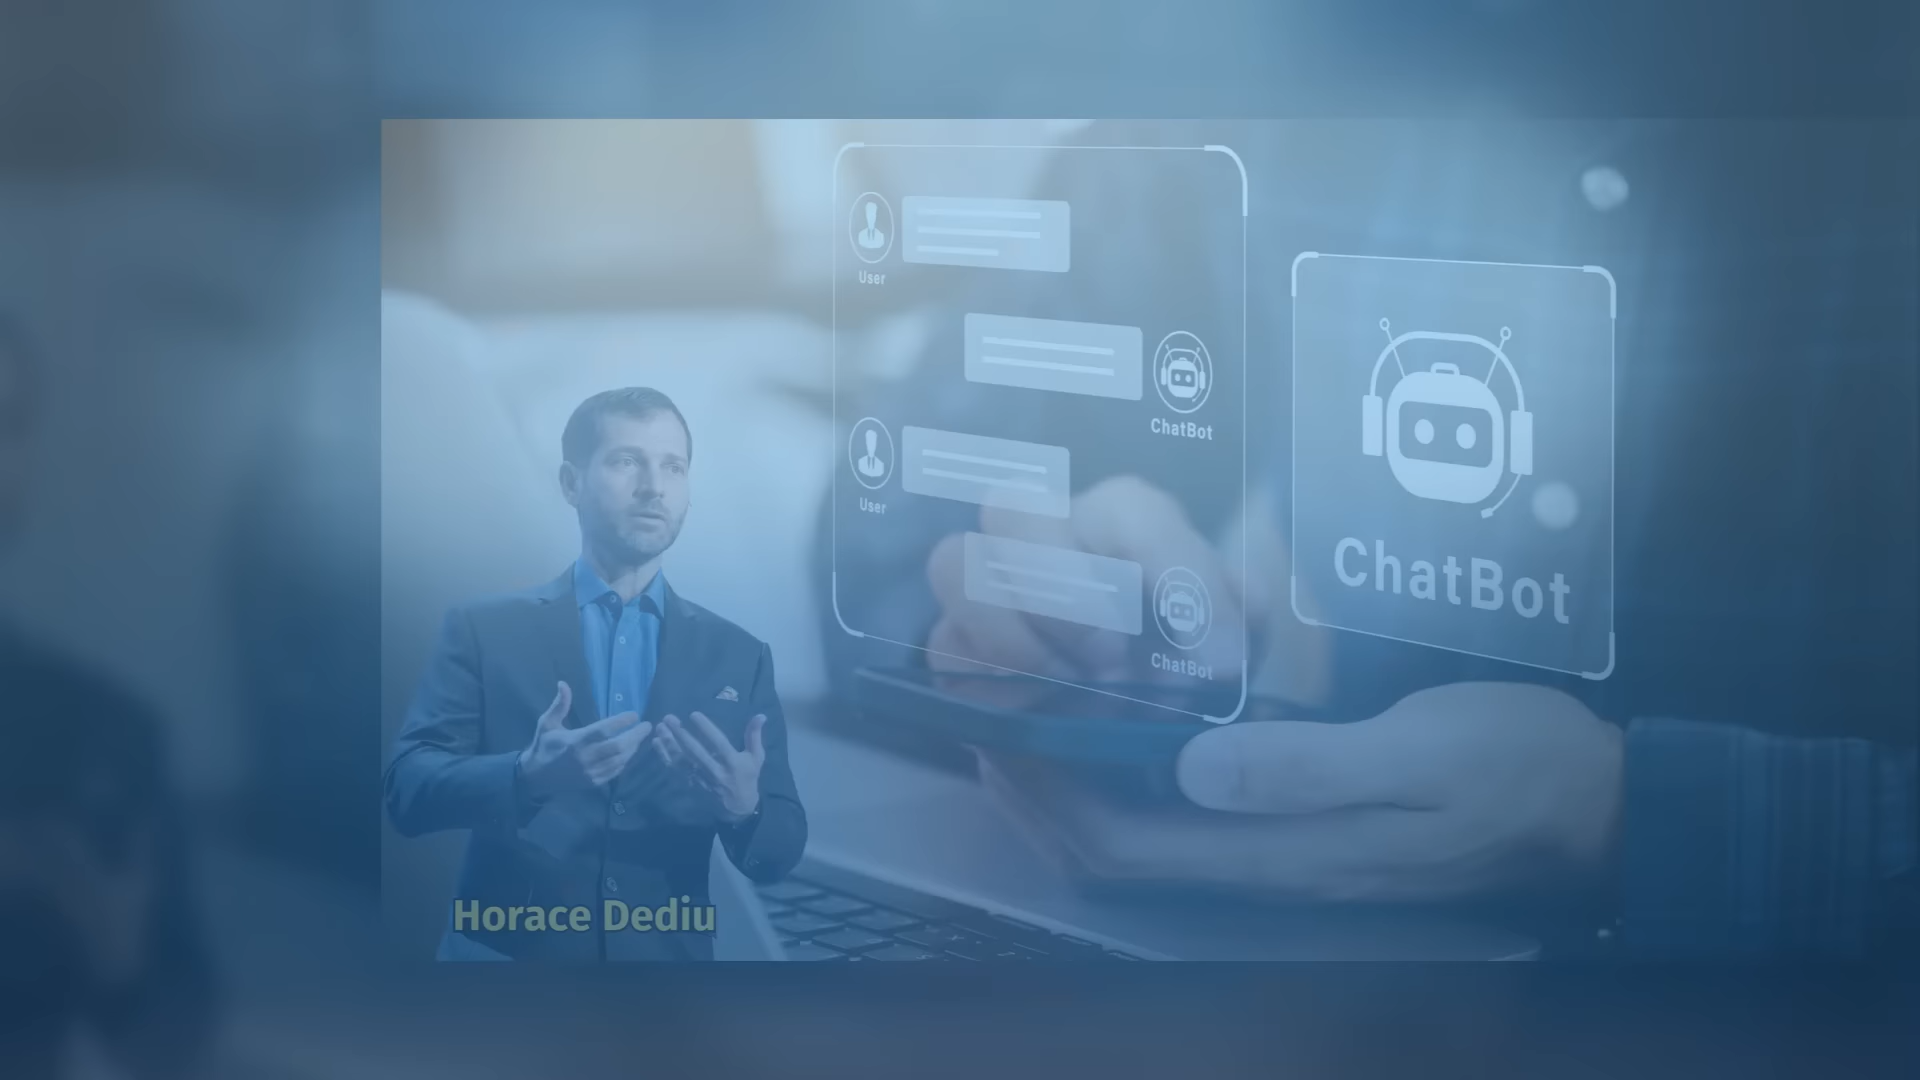 User
ChatBot
User
ChatBot
ChatBot
Horace Dediu